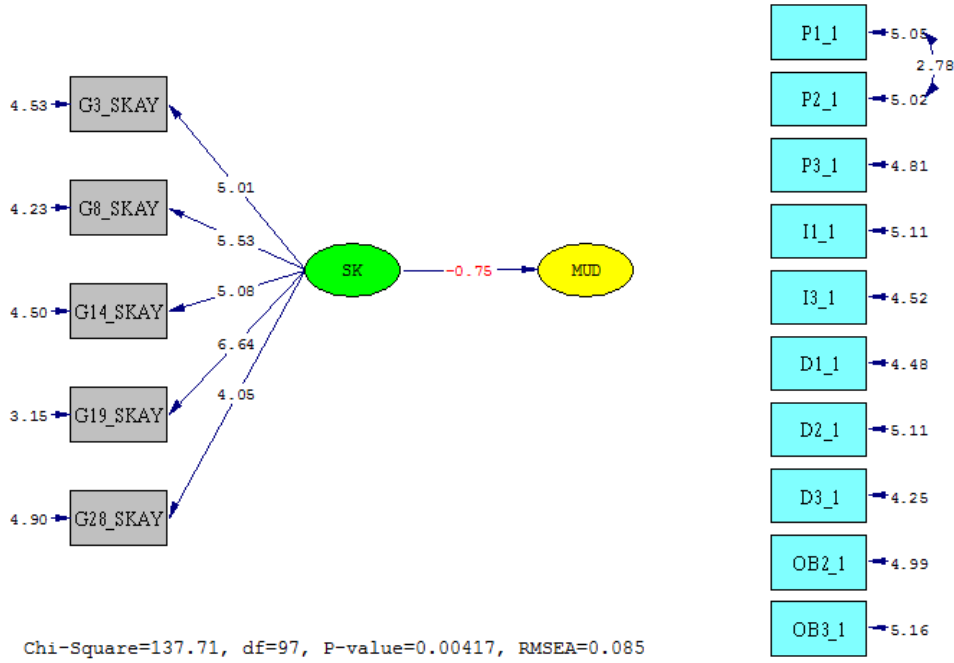 P1_1
5.05
2.78
P2_1
5.02
4.53
G3_SKAY
P3_1
4.81
5.01
4.23
G8_SKAY
I1_1
5.11
5.53
SK
-0.75
MUD
5.08
I3_1
4.52
4.50
G14_SKAY
6.64
D1_1
4.48
4.05
3.15
G19_SKAY
D2_1
5.11
D3_1
4.25
4.90
G28_SKAY
OB2_1
4.99
OB3_1
5.16
Chi-Square=137.71, df=97, P-value=0.00417, RMSEA=0.085